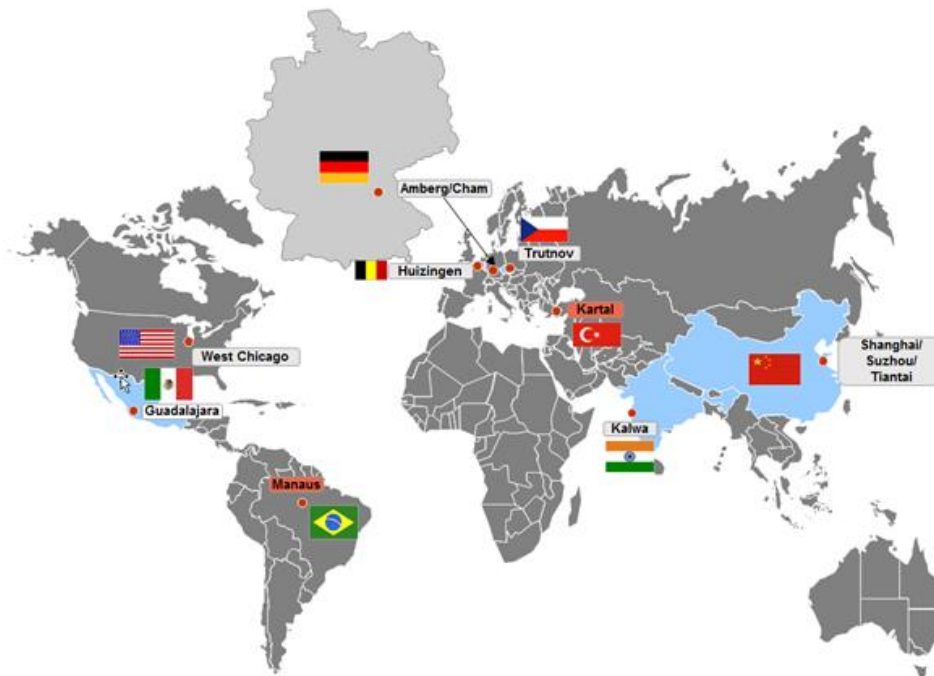 Amberg/Cham
Trutnov
Huizingen
Kartal
West Chicago
Shanghai/
Suzhou/
Tiantai
Guadalajara
Kalwa
Manaus